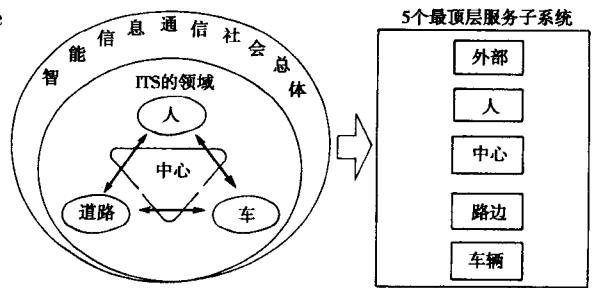 e
智能信息通信社会总体
ITS的领域
人
中心
道路
车
5个最顶层服务子系统
外部
人
中心
路边
车辆